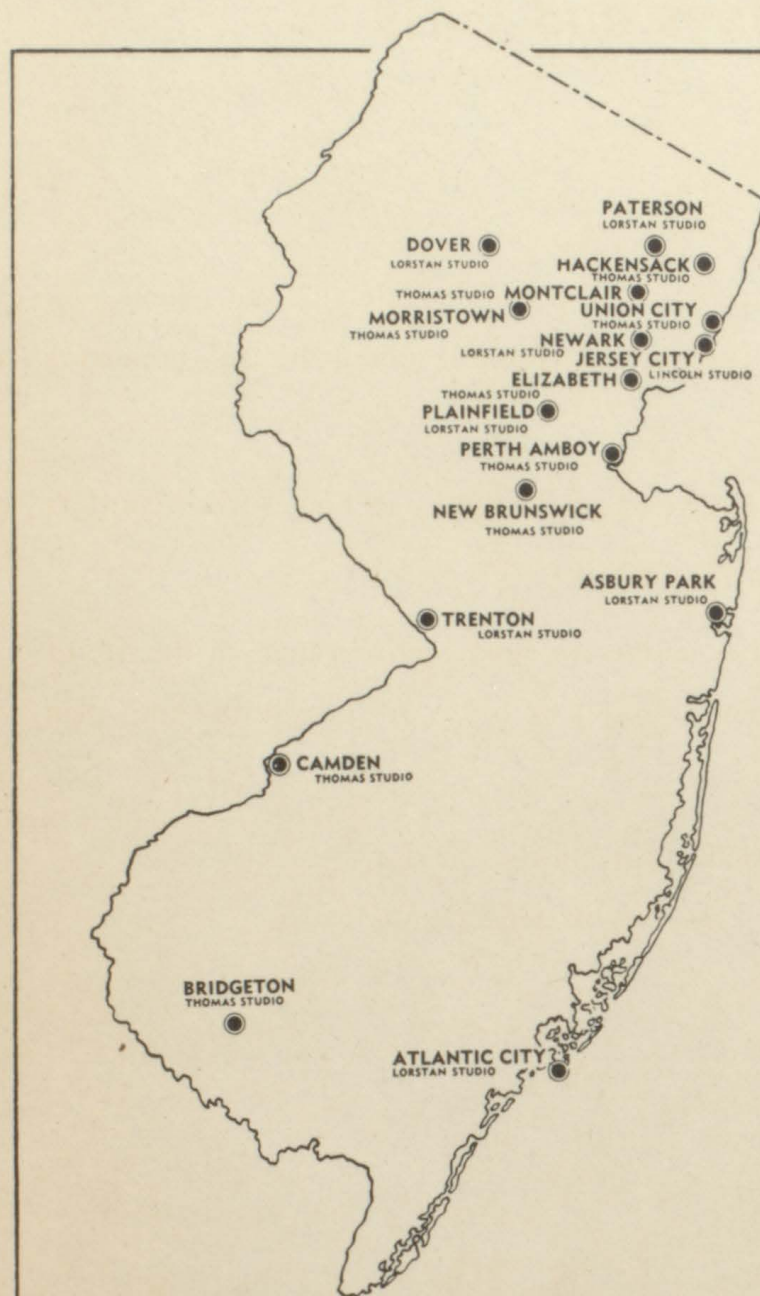 PATERSON
LORSTAN STUDIO
DOVER
LORSTAN STUDIO
HACKENSACK
THOMAS STUDIO
THOMAS STUDIO MONTCLAIR
UNION CITY
THOMAS STUDIO
MORRISTOWN
THOMAS STUDIO
NEWARK
LORSTAN STUDIO
JERSEY CITY
LINCOLN STUDIO
ELIZABETH
THOMAS STUDIO
PLAINFIELD
LORSTAN STUDIO
PERTH AMBOY
THOMAS STUDIO
NEW BRUNSWICK
THOMAS STUDIO
ASBURY PARK
LORSTAN STUDIO
TRENTON
LORSTAN STUDIO
CAMDEN
THOMAS STUDIO
BRIDGETON
THOMAS STUDIO
ATLANTIC CITY
LORSTAN STUDIO